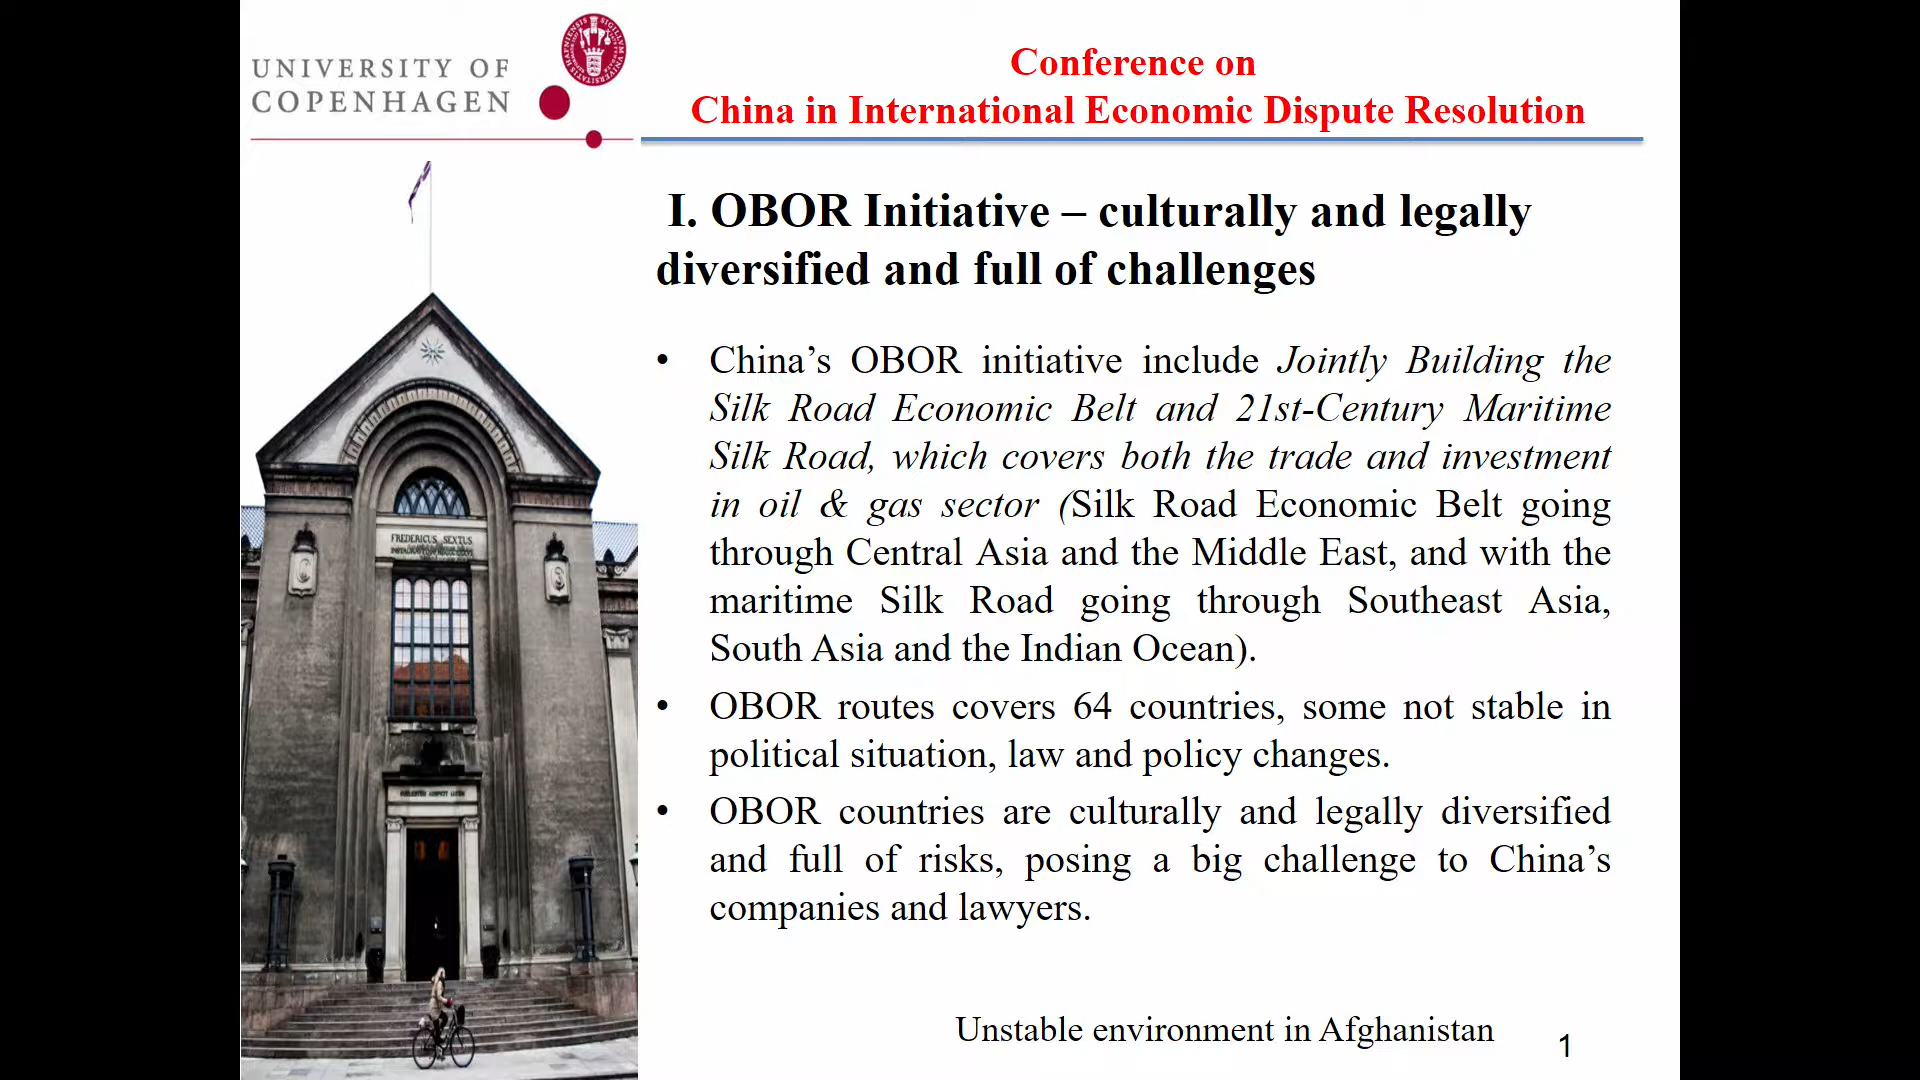 UNIVERSITY OF
COPENHAGEN
Conference on
China in International Economic Dispute Resolution
I. OBOR Initiative – culturally and legally
diversified and full of challenges
• China’s OBOR initiative include Jointly Building the
Silk Road Economic Belt and 21st-Century Maritime
Silk Road, which covers both the trade and investment
in oil & gas sector (Silk Road Economic Belt going
through Central Asia and the Middle East, and with the
maritime Silk Road going through Southeast Asia,
South Asia and the Indian Ocean).
• OBOR routes covers 64 countries, some not stable in
political situation, law and policy changes.
• OBOR countries are culturally and legally diversified
and full of risks, posing a big challenge to China’s
companies and lawyers.
Unstable environment in Afghanistan
1
FREDERICUS SEXTUS